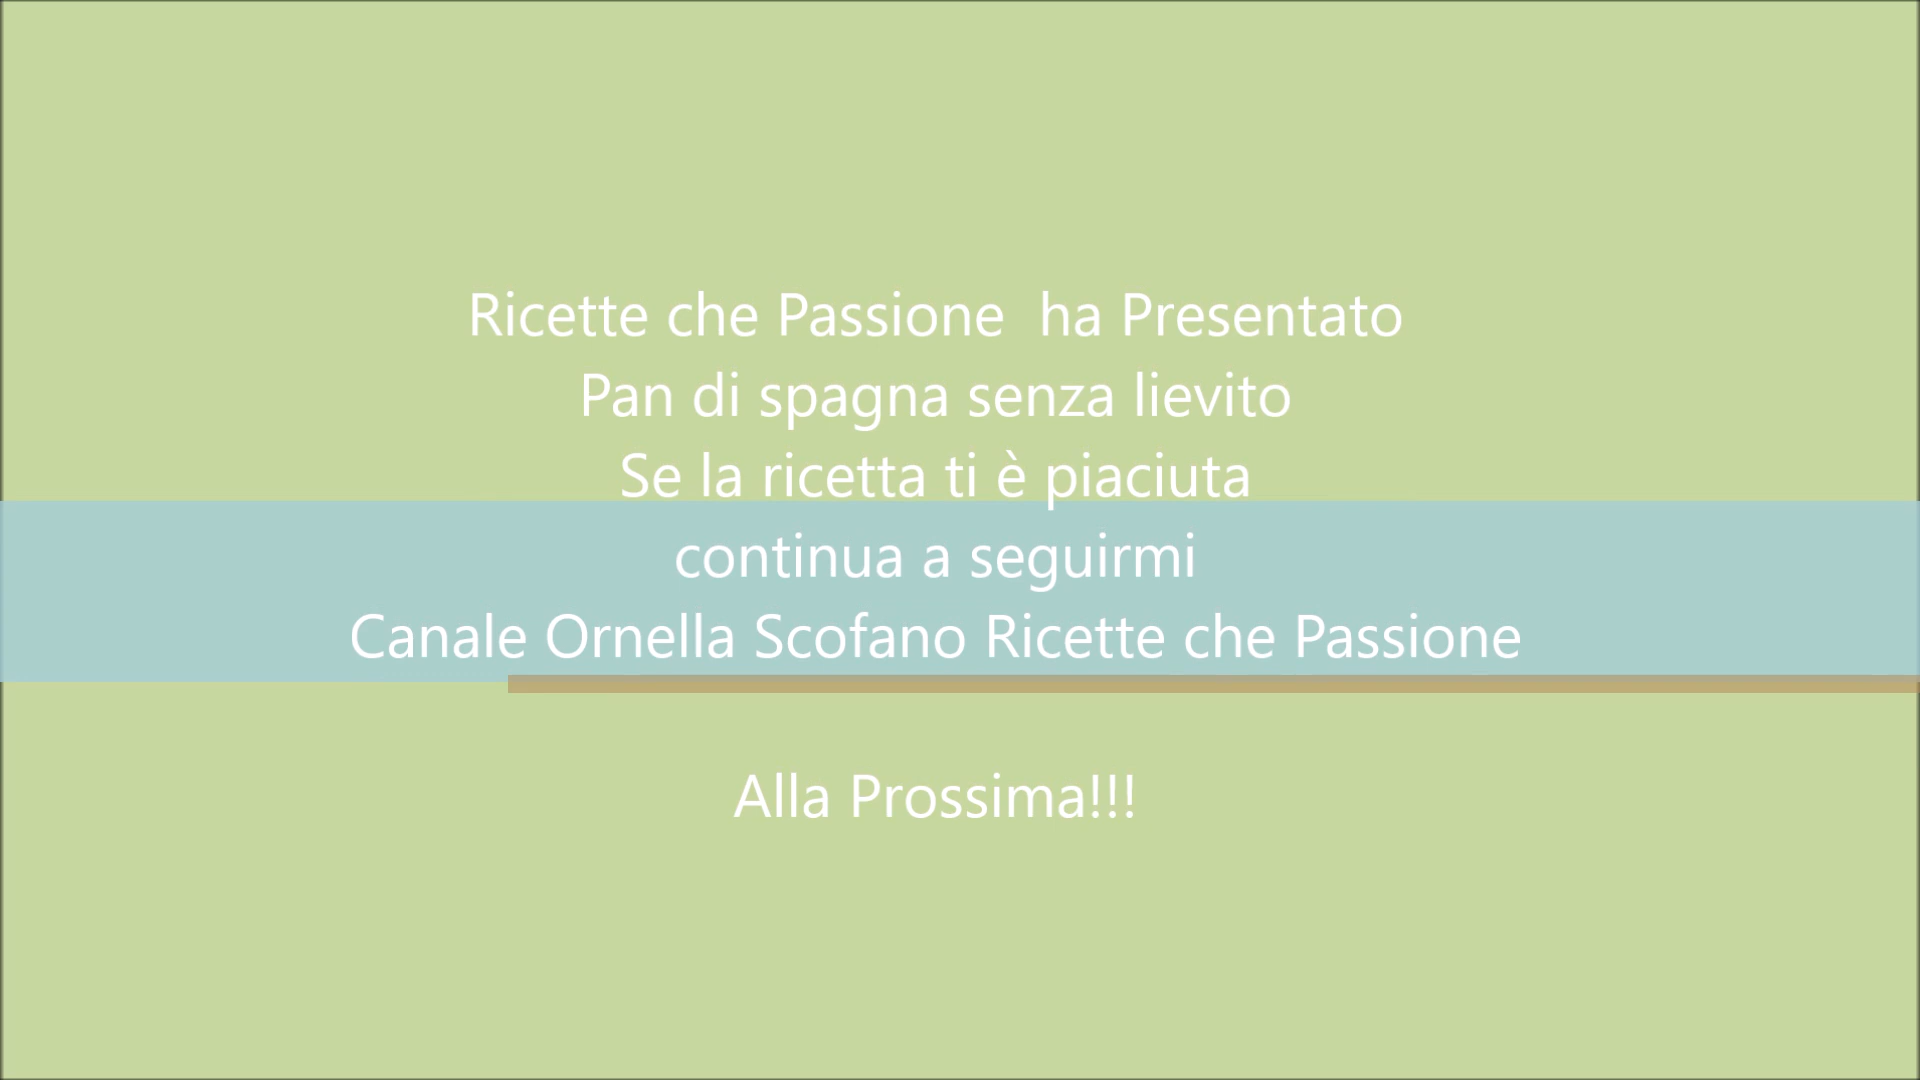 Ricette che Passione  ha Presentato
Pan di spagna senza lievito
Se la ricetta ti è piaciuta
continua a seguirmi
Canale Ornella Scofano Ricette che Passione
Alla Prossima!!!